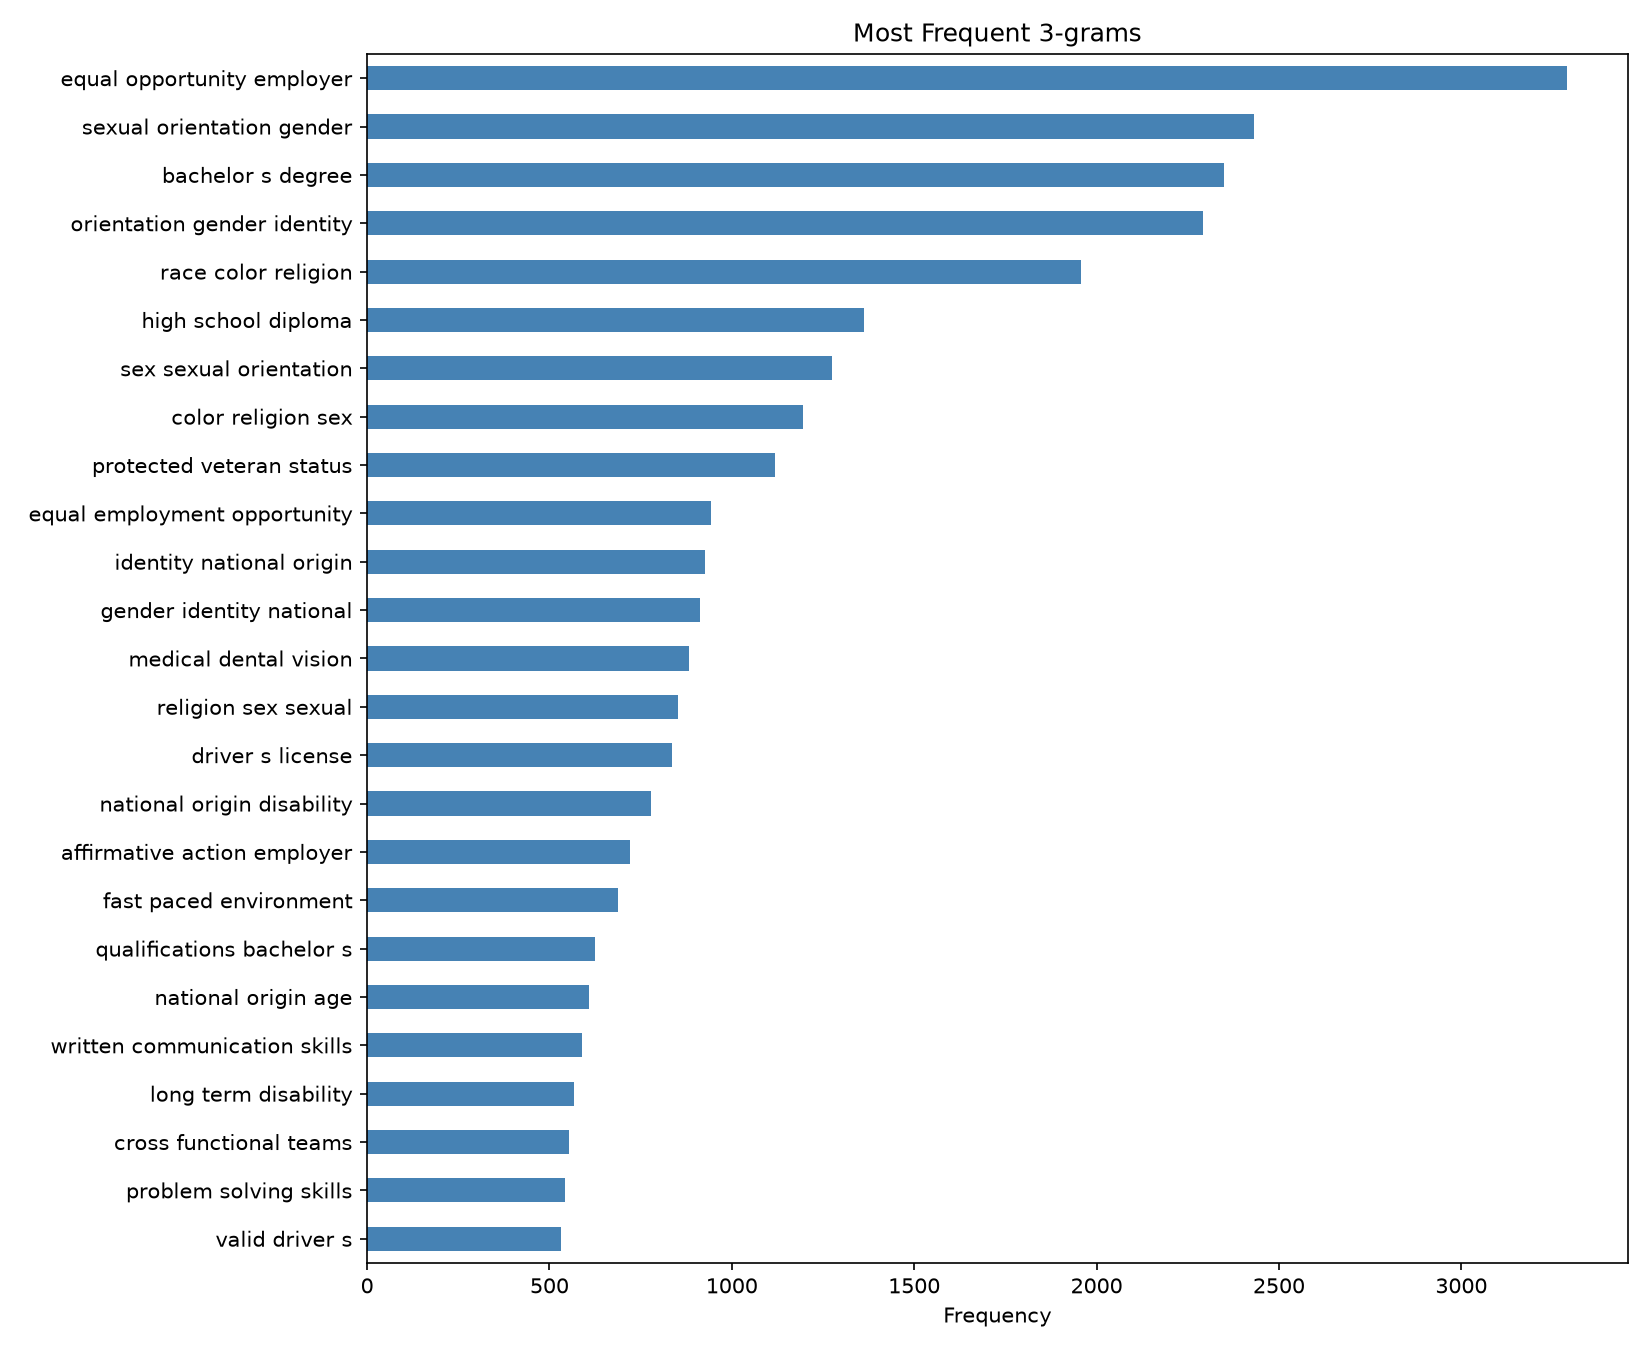 Most Frequent 3-grams
equal opportunity employer
sexual orientation gender
bachelor s degree
orientation gender identity
race color religion
high school diploma
sex sexual orientation
color religion sex
protected veteran status
equal employment opportunity
identity national origin
gender identity national
medical dental vision
religion sex sexual
driver s license
national origin disability
affirmative action employer
fast paced environment
qualifications bachelor s
national origin age
written communication skills
long term disability
cross functional teams
problem solving skills
valid driver s
0 500 1000 1500 2000 2500 3000
Frequency